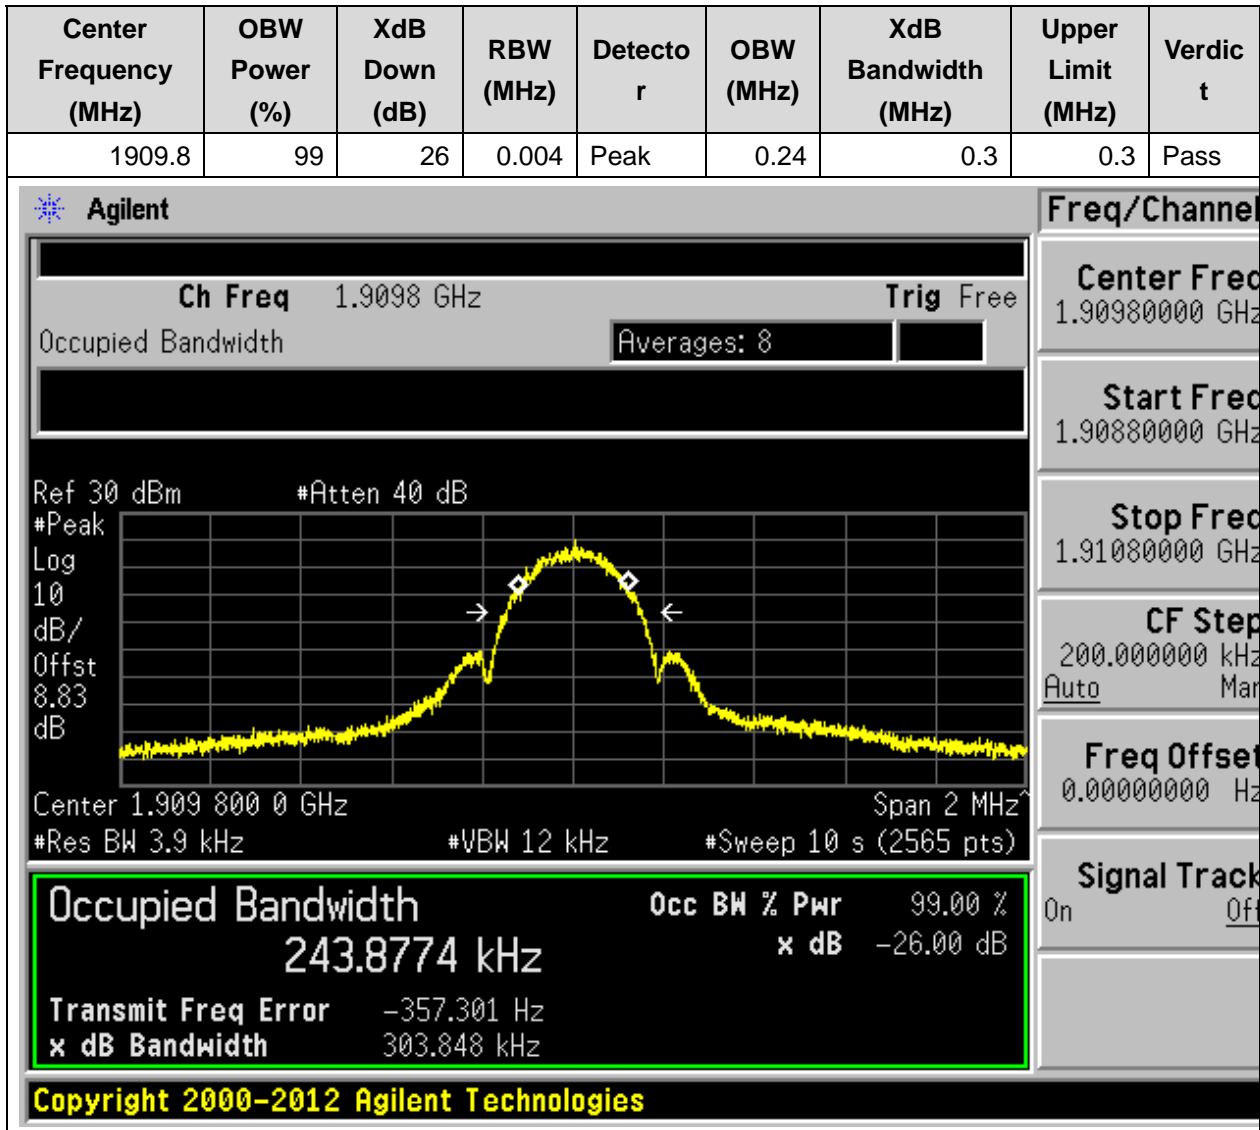 Center Frequency (MHz) OBW Power (%) XdB Down (dB) RBW (MHz) Detector OBW (MHz) XdB Bandwidth (MHz) Upper Limit (MHz) Verdict
1909.8 99 26 0.004 Peak 0.24 0.3 0.3 Pass
Agilent
Freq/Channel
Ch Freq 1.9098 GHz Trig Free
Occupied Bandwidth Averages: 8
Center Freq
1.90980000 GHz
Start Freq
1.90880000 GHz
Stop Freq
1.91080000 GHz
CF Step
200.000000 kHz
Auto Man
Freq Offset
0.00000000 Hz
Signal Track
On Off
Ref 30 dBm #Atten 40 dB
#Peak
Log
10
dB/
Offst
8.83
dB
Center 1.909 800 0 GHz Span 2 MHz^
#Res BW 3.9 kHz #VBW 12 kHz #Sweep 10 s (2565 pts)
Occupied Bandwidth Occ BW % Pwr 99.00 %
243.8774 kHz x dB -26.00 dB
Transmit Freq Error -357.301 Hz
x dB Bandwidth 303.848 kHz
Copyright 2000-2012 Agilent Technologies